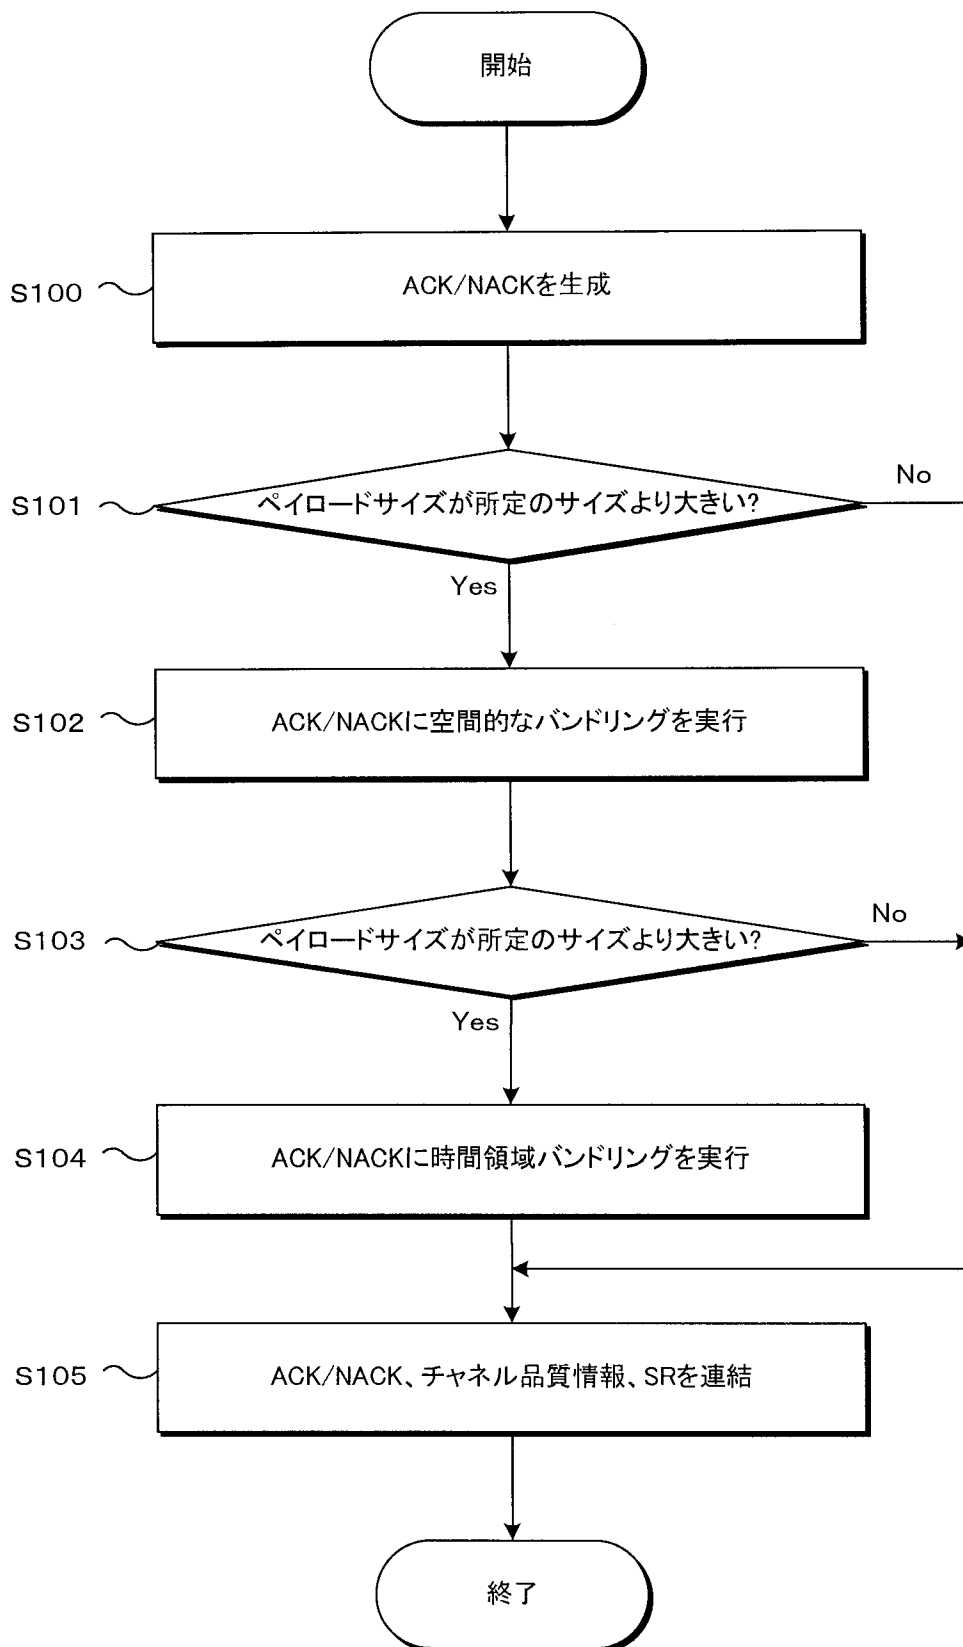 開始
S100
ACK/NACKを生成
S101
ペイロードサイズが所定のサイズより大きい?
No
Yes
S102
ACK/NACKに空間的なバンドリングを実行
S103
ペイロードサイズが所定のサイズより大きい?
No
Yes
S104
ACK/NACKに時間領域バンドリングを実行
S105
ACK/NACK、チャネル品質情報、SRを連結
終了